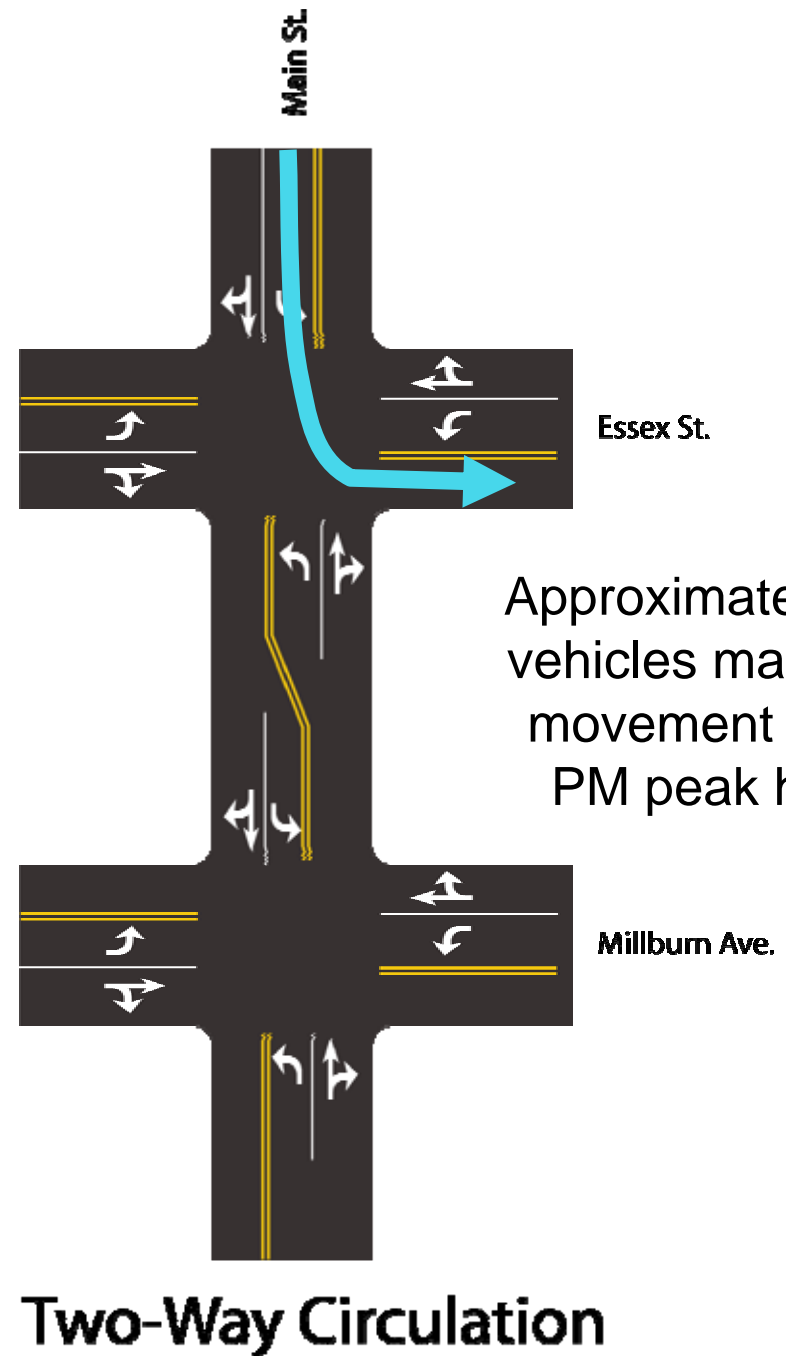 Main St.
Essex St.
Approximate
vehicles ma
movement
PM peak h
Millburn Ave.
Two-Way Circulation